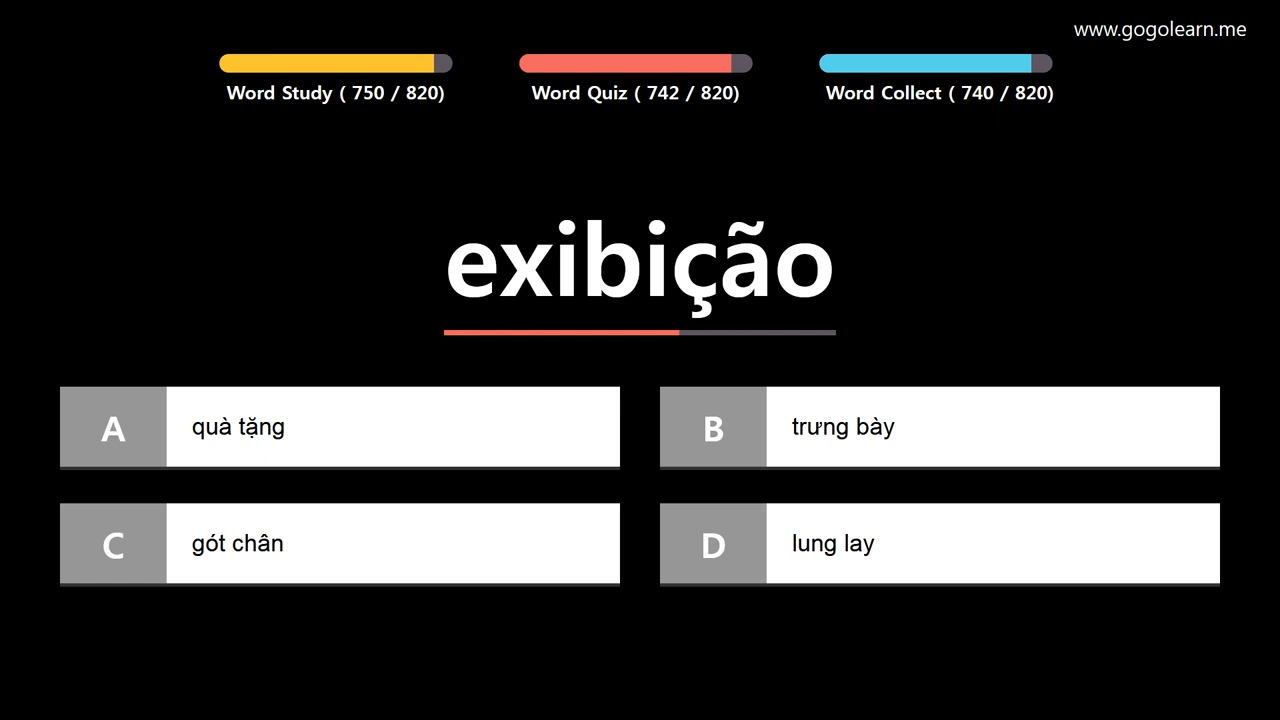 www.gogolearn.me
Word Study ( 750 / 820)
Word Quiz ( 742 / 820)
Word Collect ( 740 / 820)
exibição
A
quà tặng
B
trưng bày
C
gót chân
D
lung lay